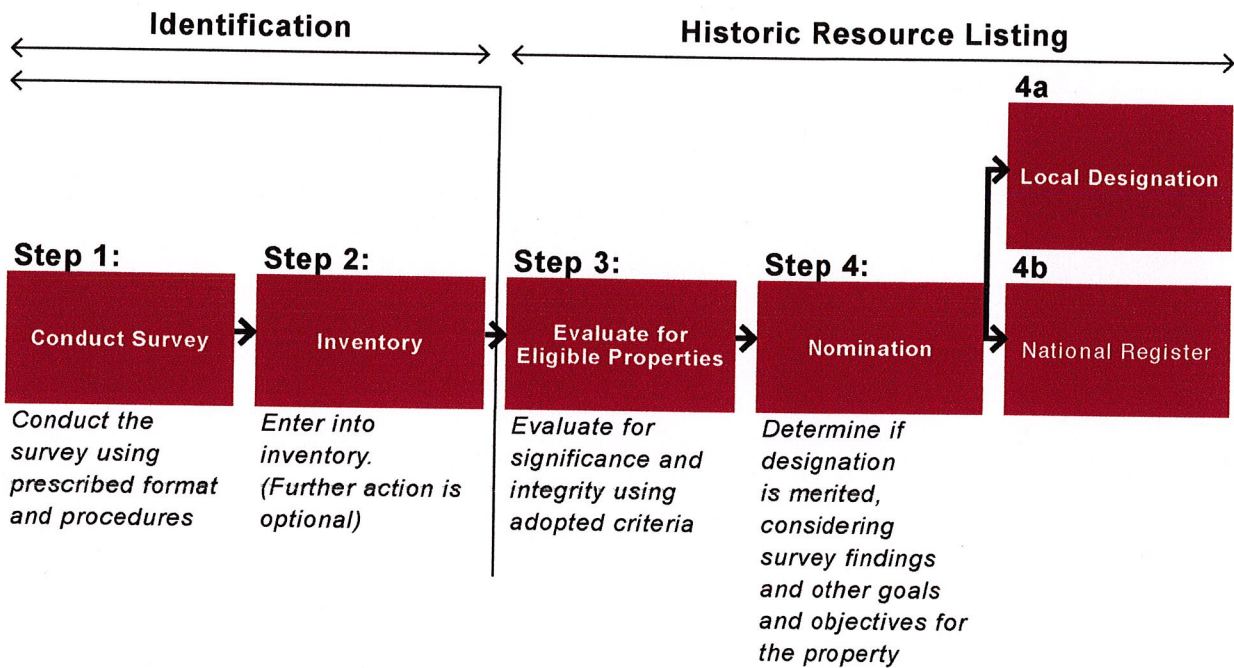 Identification
Historic Resource Listing
Step 1:
Conduct Survey
Conduct the
survey using
prescribed format
and procedures
Step 2:
Inventory
Enter into
inventory.
(Further action is
optional)
Step 3:
Evaluate for
Eligible Properties
Evaluate for
significance and
integrity using
adopted criteria
Step 4:
Nomination
Determine if
designation
is merited,
considering
survey findings
and other goals
and objectives for
the property
4a
Local Designation
4b
National Register